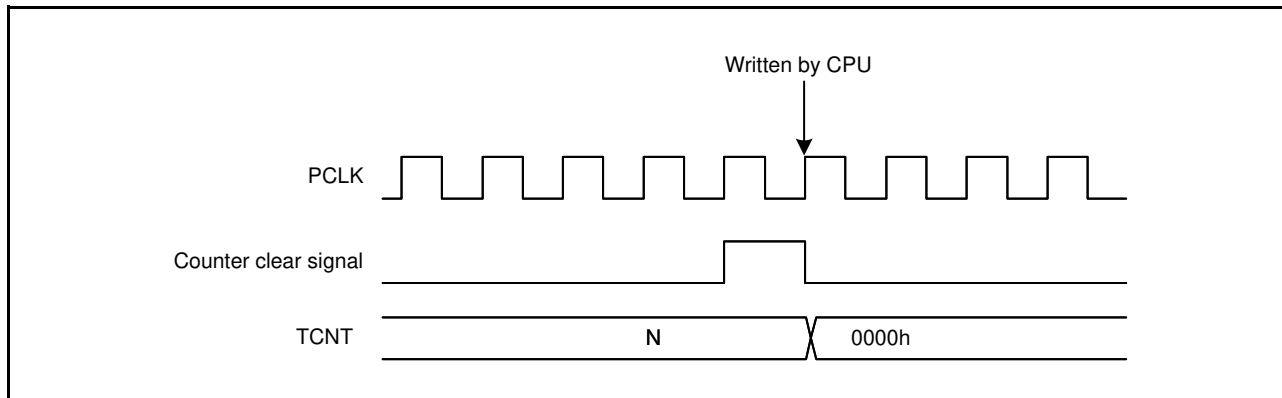 Written by CPU
PCLK
Counter clear signal
TCNT N 0000h